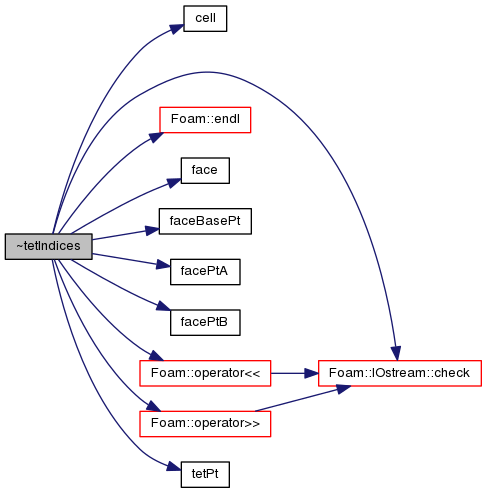 cell
Foam::endl
face
faceBasePt
~tetIndices
facePtA
facePtB
Foam::operator<<
Foam::IOstream::check
Foam::operator>>
tetPt